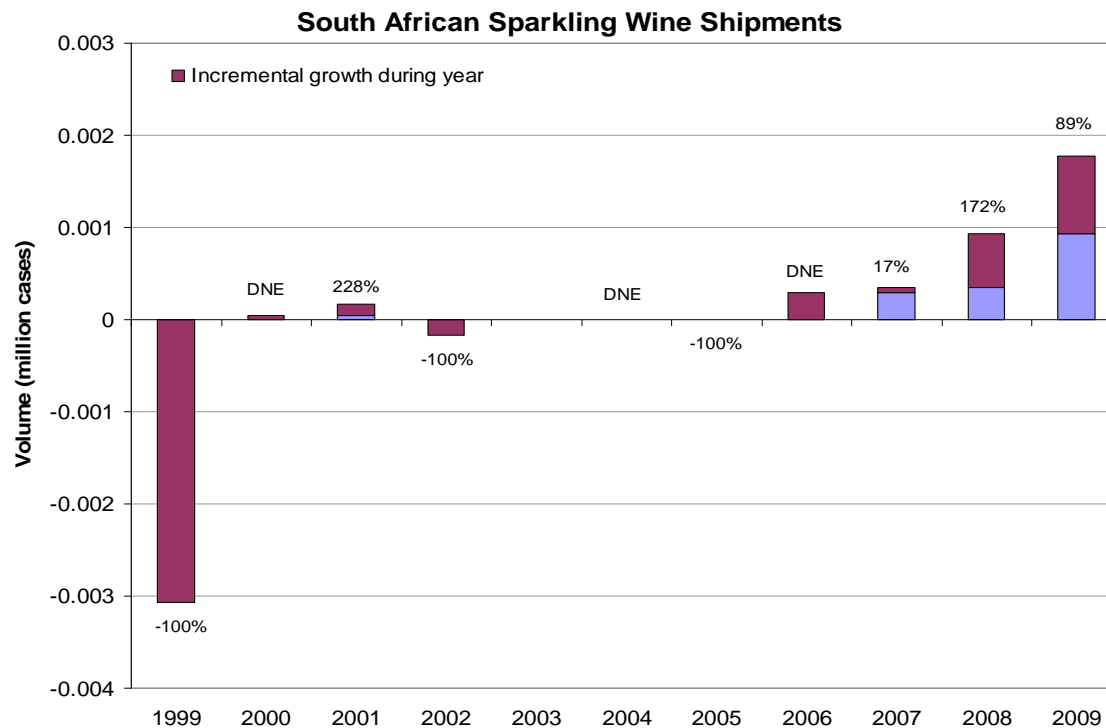 South African Sparkling Wine Shipments
Incremental growth during year
Volume (million cases)
0.003
0.002
0.001
0
-0.001
-0.002
-0.003
-0.004
-100%
DNE
228%
-100%
DNE
-100%
DNE
17%
172%
89%
1999 2000 2001 2002 2003 2004 2005 2006 2007 2008 2009